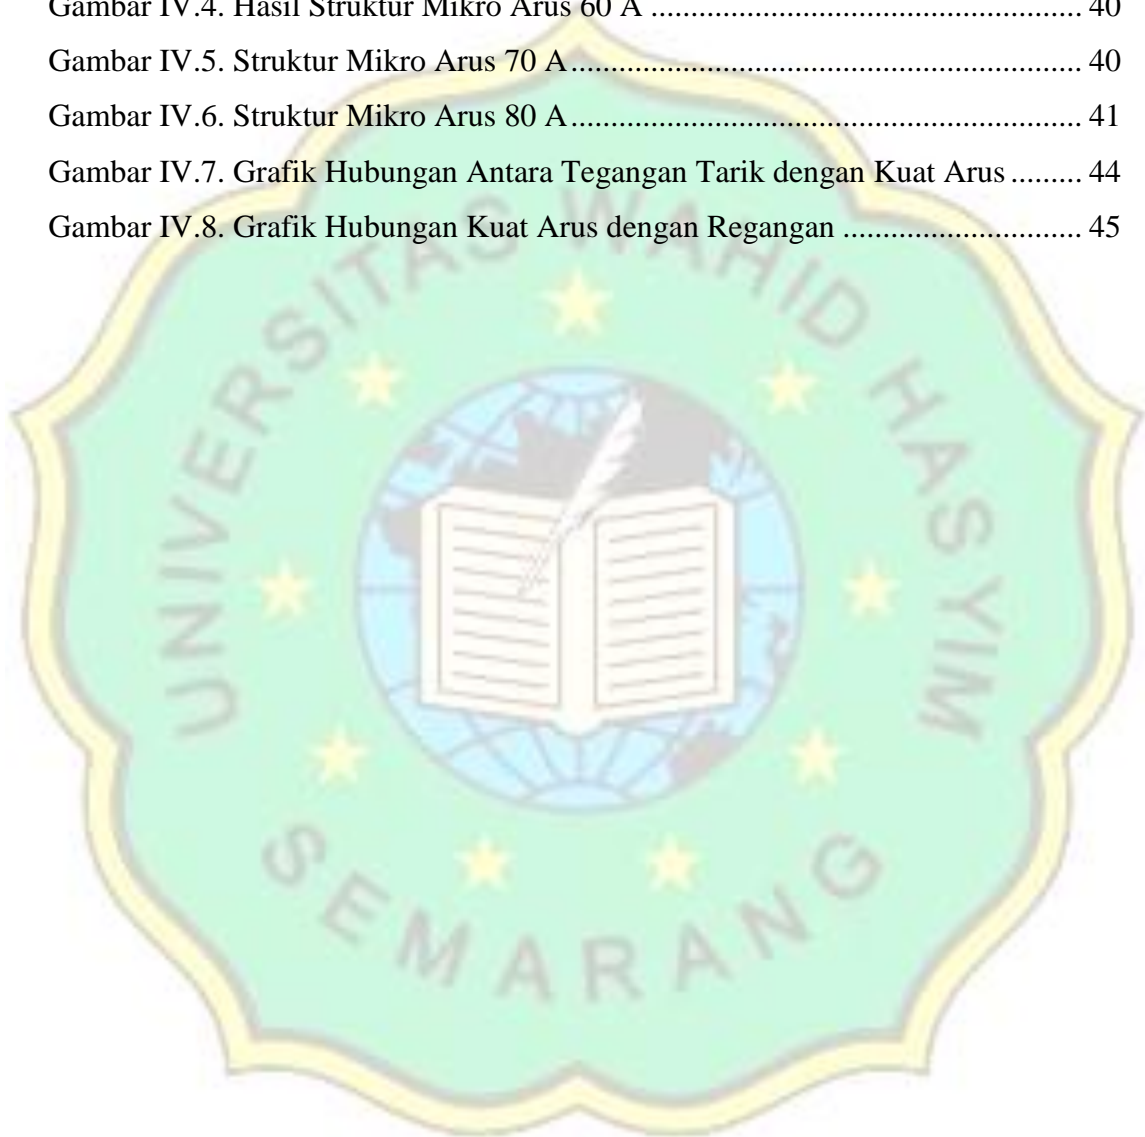 Gambar IV.4. Hasil Struktur Mikro Arus 60 A ..................................................... 40
Gambar IV.5. Struktur Mikro Arus 70 A ............................................................... 40
Gambar IV.6. Struktur Mikro Arus 80 A ............................................................... 41
Gambar IV.7. Grafik Hubungan Antara Tegangan Tarik dengan Kuat Arus ......... 44
Gambar IV.8. Grafik Hubungan Kuat Arus dengan Regangan ............................. 45
UNIVERSITAS WAHID HASYIM
SEMARANG